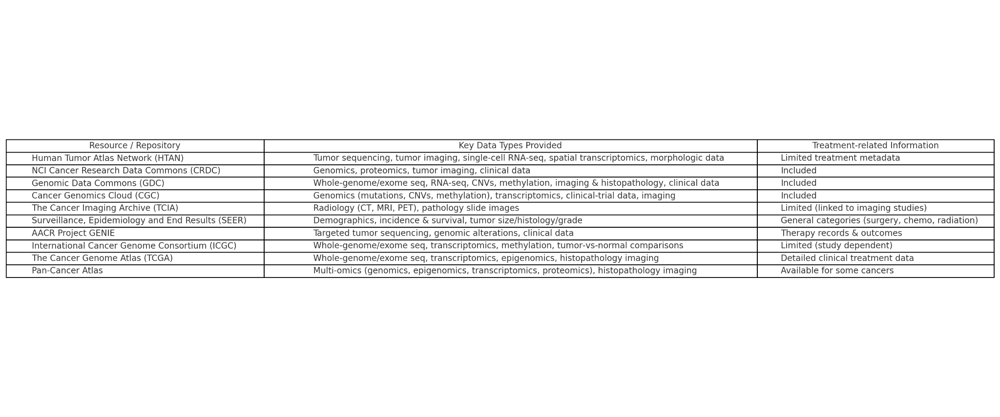 Resource / Repository Key Data Types Provided Treatment-related Information
Human Tumor Atlas Network (HTAN) Tumor sequencing, tumor imaging, single-cell RNA-seq, spatial transcriptomics, morphologic data Limited treatment metadata
NCI Cancer Research Data Commons (CRDC) Genomics, proteomics, tumor imaging, clinical data Included
Genomic Data Commons (GDC) Whole-genome/exome seq, RNA-seq, CNVs, methylation, imaging & histopathology, clinical data Included
Cancer Genomics Cloud (CGC) Genomics (mutations, CNVs, methylation), transcriptomics, clinical-trial data, imaging Included
The Cancer Imaging Archive (TCIA) Radiology (CT, MRI, PET), pathology slide images Limited (linked to imaging studies)
Surveillance, Epidemiology and End Results (SEER) Demographics, incidence & survival, tumor size/histology/grade General categories (surgery, chemo, radiation)
AACR Project GENIE Targeted tumor sequencing, genomic alterations, clinical data Therapy records & outcomes
International Cancer Genome Consortium (ICGC) Whole-genome/exome seq, transcriptomics, methylation, tumor-vs-normal comparisons Limited (study dependent)
The Cancer Genome Atlas (TCGA) Whole-genome/exome seq, transcriptomics, epigenomics, histopathology imaging Detailed clinical treatment data
Pan-Cancer Atlas Multi-omics (genomics, epigenomics, transcriptomics, proteomics), histopathology imaging Available for some cancers